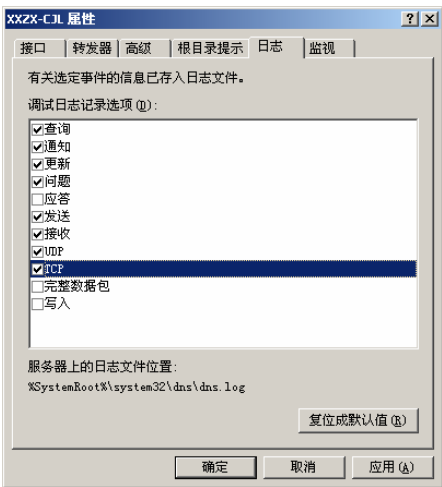 XXZX-CJL 属性
接口 转发器 高级 根目录提示 日志 监视
有关选定事件的信息已存入日志文件。
调试日志记录选项(D):
查询
通知
更新
问题
应答
发送
接收
UDP
TCP
完整数据包
写入
服务器上的日志文件位置:
%SystemRoot%\system32\dns\dns.log
复位成默认值(R)
确定 取消 应用(A)